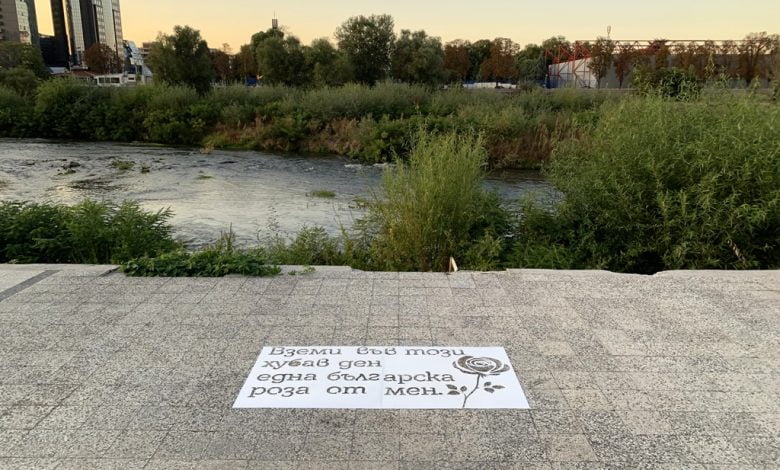 Вземи във този
хубав ден
една българска
роза от мен.